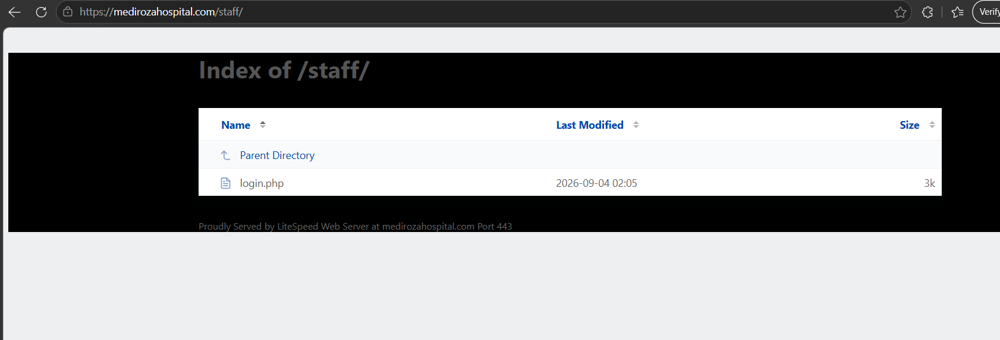 https://medirozahospital.com/staff/
Verify
Index of /staff/
Name Last Modified Size
Parent Directory
login.php 2026-09-04 02:05 3k
Proudly Served by LiteSpeed Web Server at medirozahospital.com Port 443